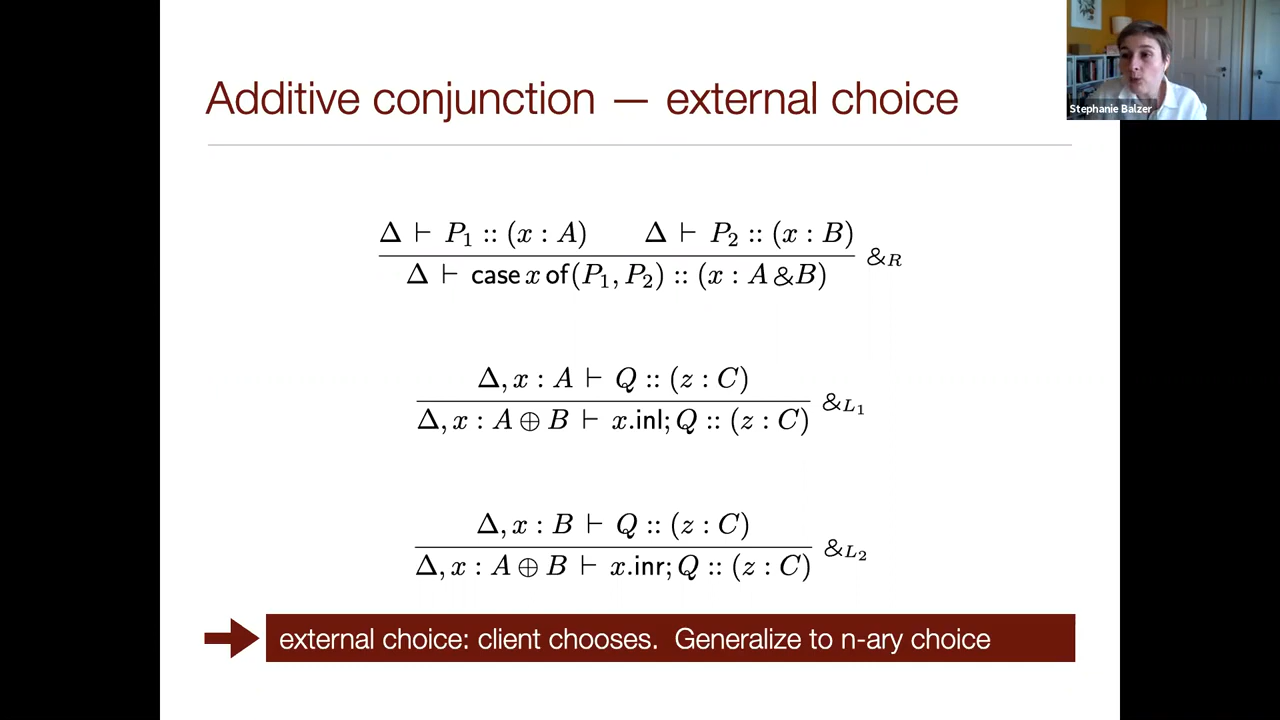 Stephanie Balzer
Additive conjunction — external choice
Δ ⊢ P₁ :: (x : A)    Δ ⊢ P₂ :: (x : B)
&R
Δ ⊢ case x of (P₁, P₂) :: (x : A & B)
Δ, x : A ⊢ Q :: (z : C)
&L₁
Δ, x : A ⊕ B ⊢ x.inl; Q :: (z : C)
Δ, x : B ⊢ Q :: (z : C)
&L₂
Δ, x : A ⊕ B ⊢ x.inr; Q :: (z : C)
external choice: client chooses. Generalize to n-ary choice